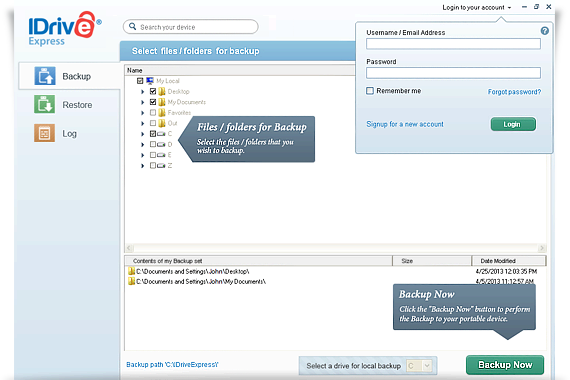 IDrive®
Express
Search your device
Login to your account
Select files / folders for backup
Username / Email Address
Password
Remember me
Forgot password?
Signup for a new account
Login
Backup
Restore
Log
Name
My Local
Desktop
My Documents
Favorites
Out
C
D
E
Z
Files / folders for Backup
Select the files / folders that you
wish to backup.
Contents of my Backup set
Size
Date Modified
C:\Documents and Settings\John\Desktop\
4/25/2013 12:03:35 PM
C:\Documents and Settings\John\My Documents\
4/5/2013 11:12:57 AM
Backup Now
Click the "Backup Now" button to perform
the Backup to your portable device.
Backup path 'C:\IDriveExpress\'
Select a drive for local backup
C
Backup Now